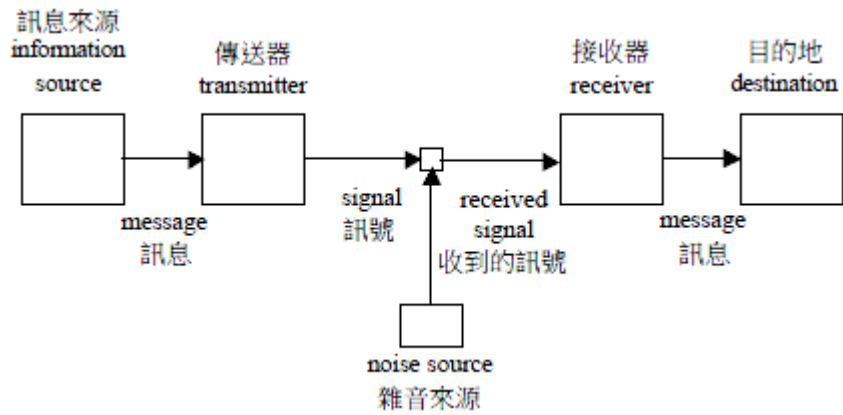 訊息來源
information
source
傳送器
transmitter
接收器
receiver
目的地
destination
message
訊息
signal
訊號
received
signal
收到的訊號
message
訊息
noise source
雜音來源